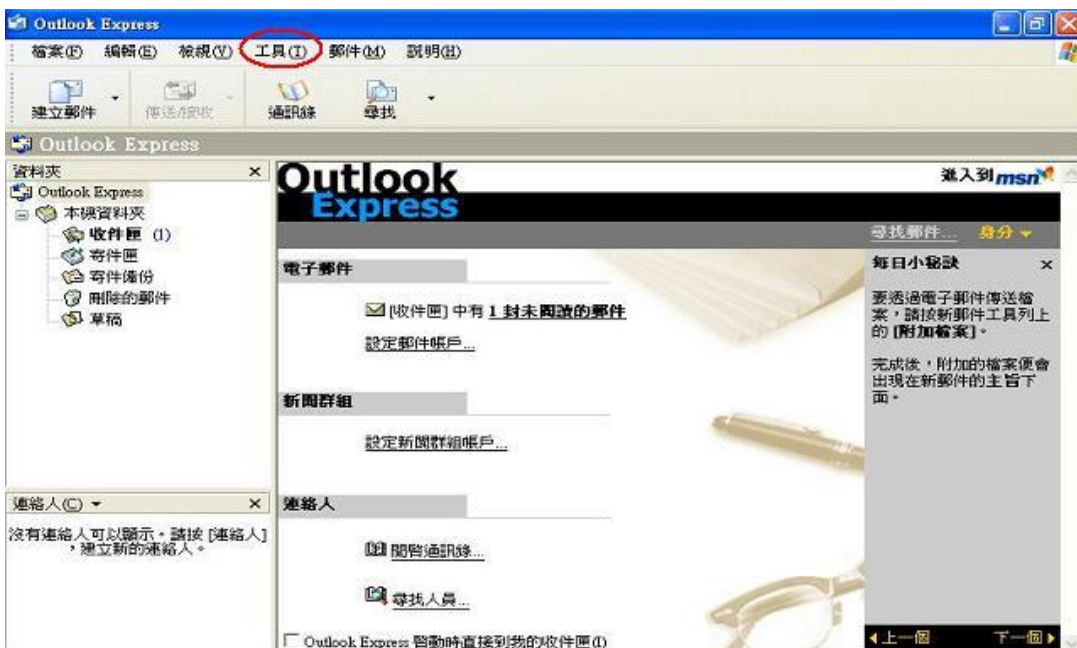 Outlook Express
檔案(F) 編輯(E) 檢視(V) 工具(T) 郵件(M) 說明(H)
建立郵件 傳送/接收 通訊錄 尋找
Outlook Express
資料夾
Outlook Express
本機資料夾
收件匣 (1)
寄件匣
寄件備份
刪除的郵件
草稿
連絡人(C)
沒有連絡人可以顯示。請按 [連絡人]
，建立新的連絡人。
Outlook
Express
進入到 msn
尋找郵件... 身分
電子郵件
[收件匣] 中有 1 封未閱讀的郵件
設定郵件帳戶...
新聞群組
設定新聞群組帳戶...
連絡人
開啓通訊錄...
尋找人員...
Outlook Express 啓動時直接到我的收件匣(I)
每日小秘訣
要透過電子郵件傳送檔
案，請按新郵件工具列上
的 [附加檔案]。
完成後，附加的檔案便會
出現在新郵件的主旨下
面。
上一個 下一個